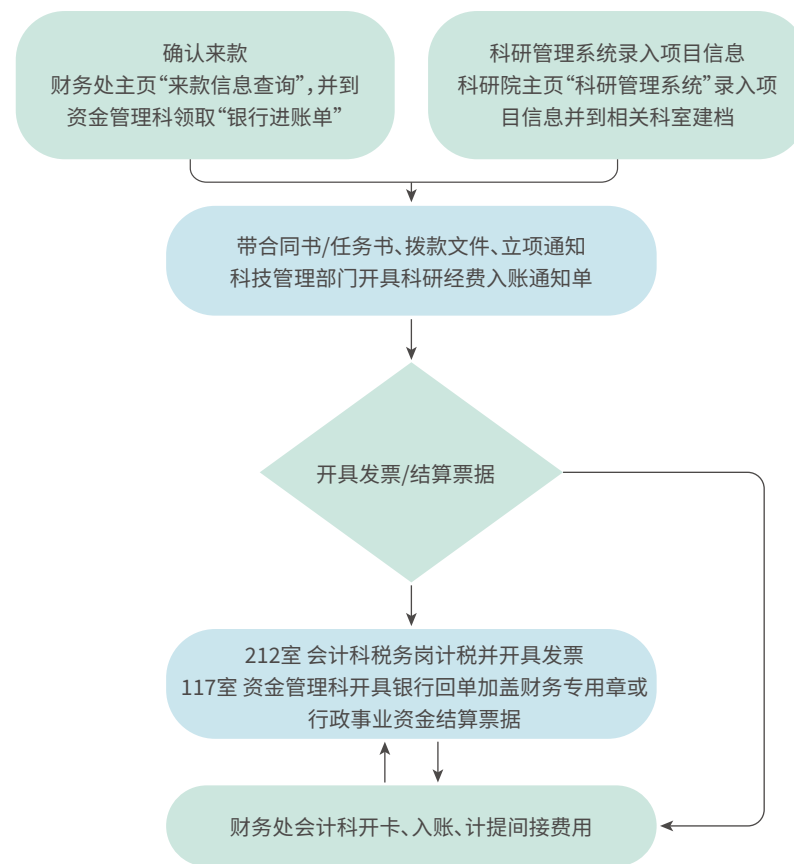 确认来款
财务处主页“来款信息查询”,并到
资金管理科领取“银行进账单”
科研管理系统录入项目信息
科研院主页“科研管理系统”录入项
目信息并到相关科室建档
带合同书/任务书、拨款文件、立项通知
科技管理部门开具科研经费入账通知单
开具发票/结算票据
212室 会计科税务岗计税并开具发票
117室 资金管理科开具银行回单加盖财务专用章或
行政事业资金结算票据
财务处会计科开卡、入账、计提间接费用